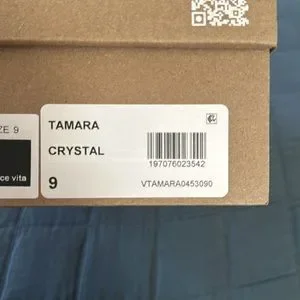 ZE 9
TAMARA
CRYSTAL
197076023542
9
VTAMARA0453090
ce vita